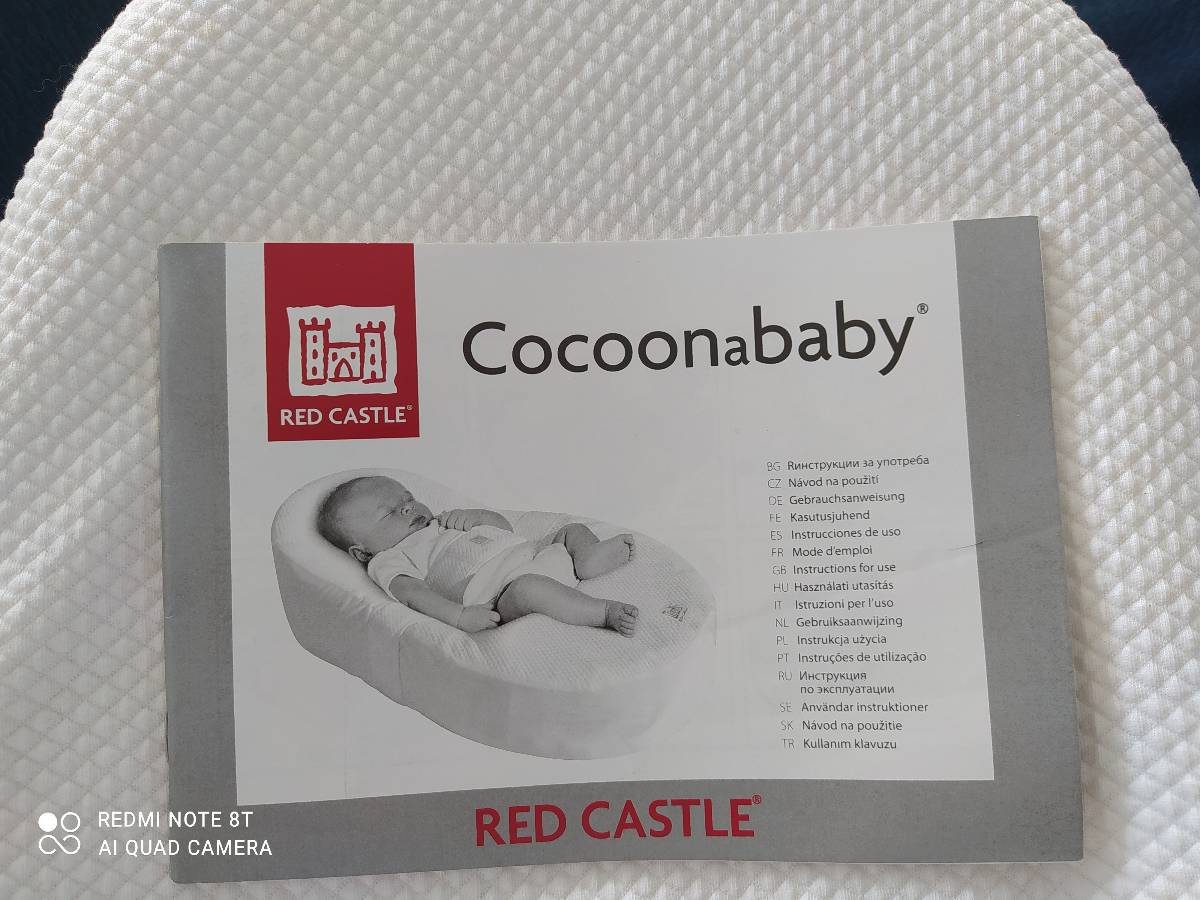 RED CASTLE®
Cocoonababy®
BG Rинструкции за употреба
CZ Návod na použití
DE Gebrauchsanweisung
FE Kasutusjuhend
ES Instrucciones de uso
FR Mode d'emploi
GB Instructions for use
HU Használati utasítás
IT Istruzioni per l'uso
NL Gebruiksaanwijzing
PL Instrukcja użycia
PT Instruções de utilização
RU Инструкция
по эксплуатации
SE Användar instruktioner
SK Návod na použitie
TR Kullanım klavuzu
RED CASTLE®
REDMI NOTE 8T
AI QUAD CAMERA